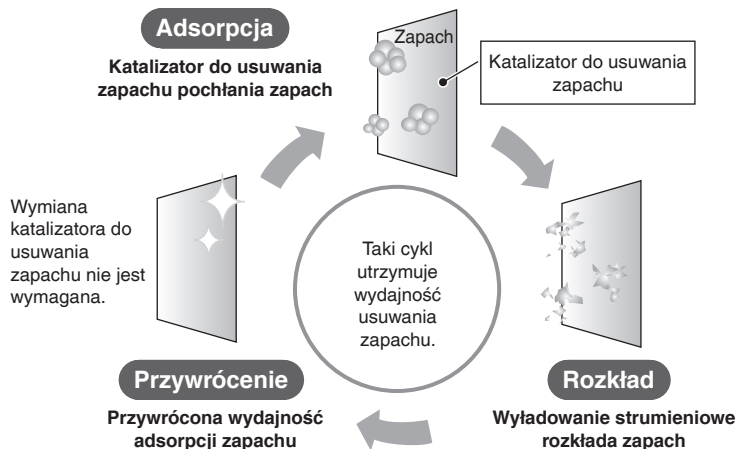 Adsorpcja
Katalizator do usuwania
zapachu pochłania zapach
Zapach
Katalizator do usuwania
zapachu
Wymiana
katalizatora do
usuwania
zapachu nie jest
wymagana.
Taki cykl
utrzymuje
wydajność
usuwania
zapachu.
Przywrócenie
Przywrócona wydajność
adsorpcji zapachu
Rozkład
Wyładowanie strumieniowe
rozkłada zapach